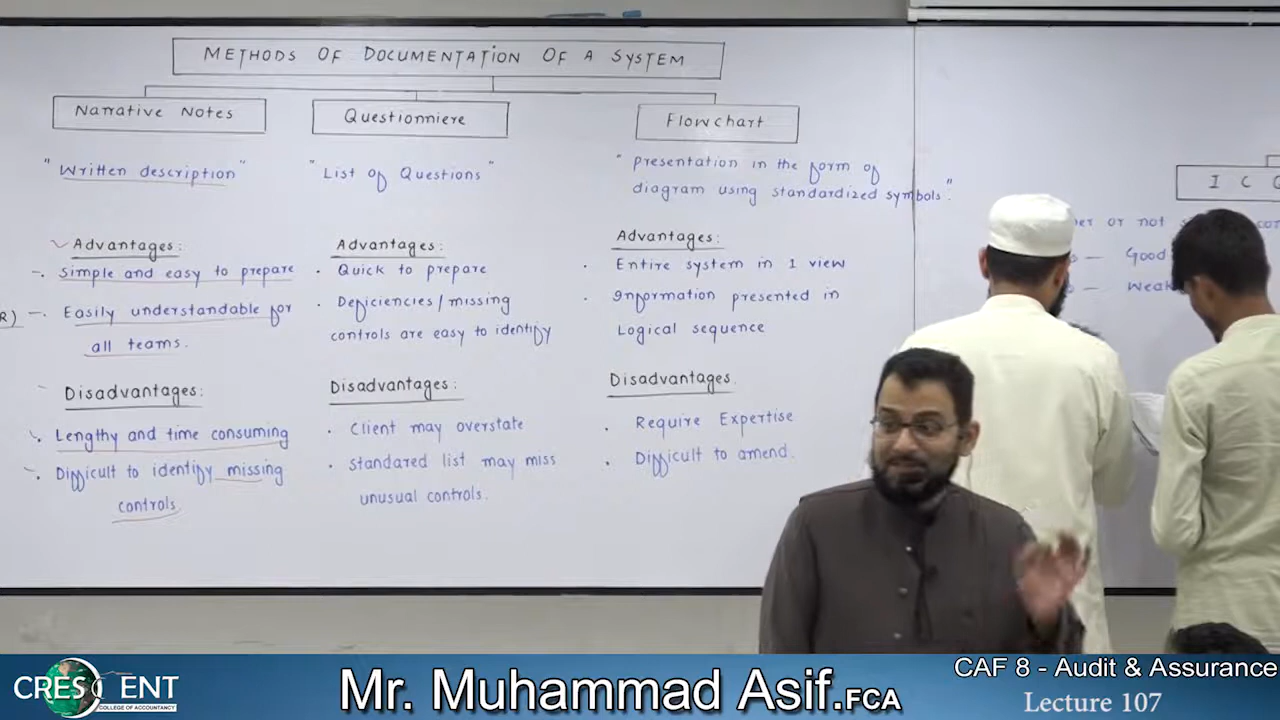 METHODS OF DOCUMENTATION OF A SYSTEM
Narrative Notes
"Written description"
Advantages:
- Simple and easy to prepare
R) - Easily understandable for
all teams.
Disadvantages:
. Lengthy and time consuming
. Difficult to identify missing
controls.
Questionniere
"List of Questions"
Advantages:
. Quick to prepare
. Deficiencies/missing
controls are easy to identify
Disadvantages:
. Client may overstate
. standared list may miss
unusual controls.
Flowchart
"presentation in the form of
diagram using standardized symbols".
Advantages:
. Entire system in 1 view
. Information presented in
Logical sequence
Disadvantages.
. Require Expertise
. Difficult to amend.
I C
or not
- Good
- Weak
CRESCENT
COLLEGE OF ACCOUNTANCY
Mr. Muhammad Asif.FCA
CAF 8 - Audit & Assurance
Lecture 107